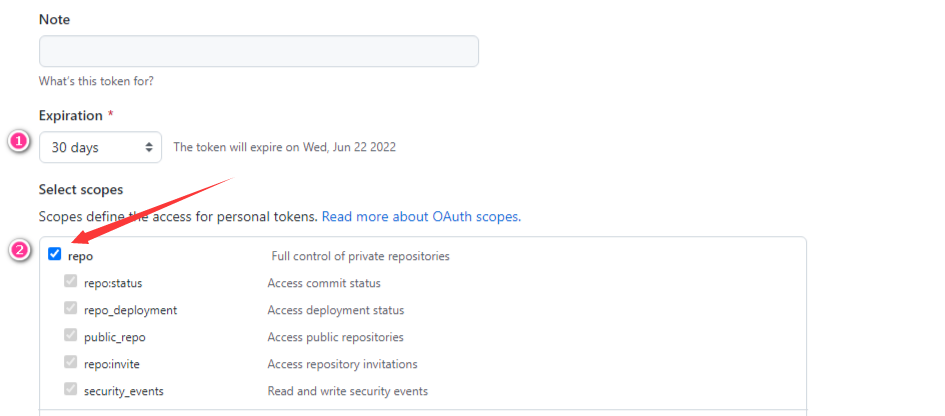 Note
What's this token for?
Expiration *
1
30 days The token will expire on Wed, Jun 22 2022
Select scopes
Scopes define the access for personal tokens. Read more about OAuth scopes.
2
repo Full control of private repositories
repo:status Access commit status
repo_deployment Access deployment status
public_repo Access public repositories
repo:invite Access repository invitations
security_events Read and write security events